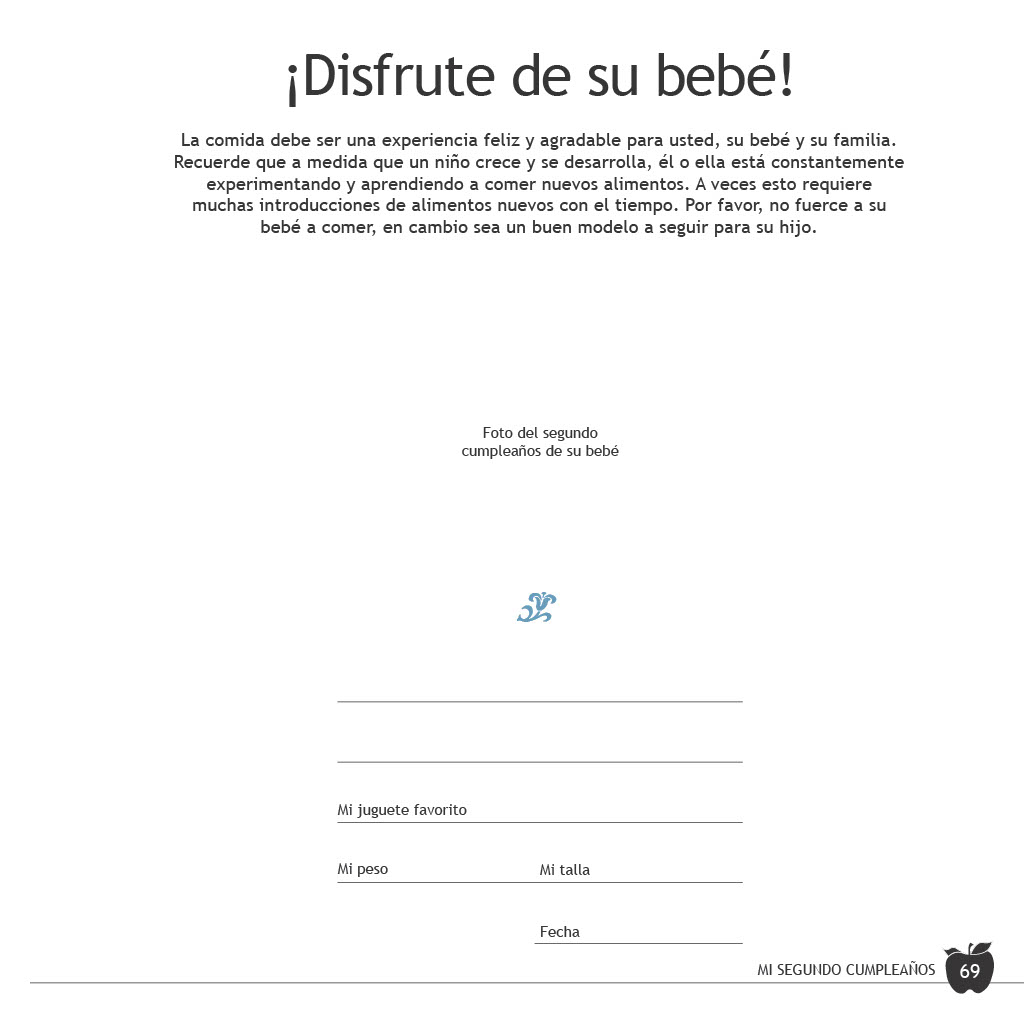 ¡Disfrute de su bebé!
La comida debe ser una experiencia feliz y agradable para usted, su bebé y su familia.
Recuerde que a medida que un niño crece y se desarrolla, él o ella está constantemente
experimentando y aprendiendo a comer nuevos alimentos. A veces esto requiere
muchas introducciones de alimentos nuevos con el tiempo. Por favor, no fuerce a su
bebé a comer, en cambio sea un buen modelo a seguir para su hijo.
Foto del segundo
cumpleaños de su bebé
Mi juguete favorito
Mi peso Mi talla
Fecha
MI SEGUNDO CUMPLEAÑOS 69